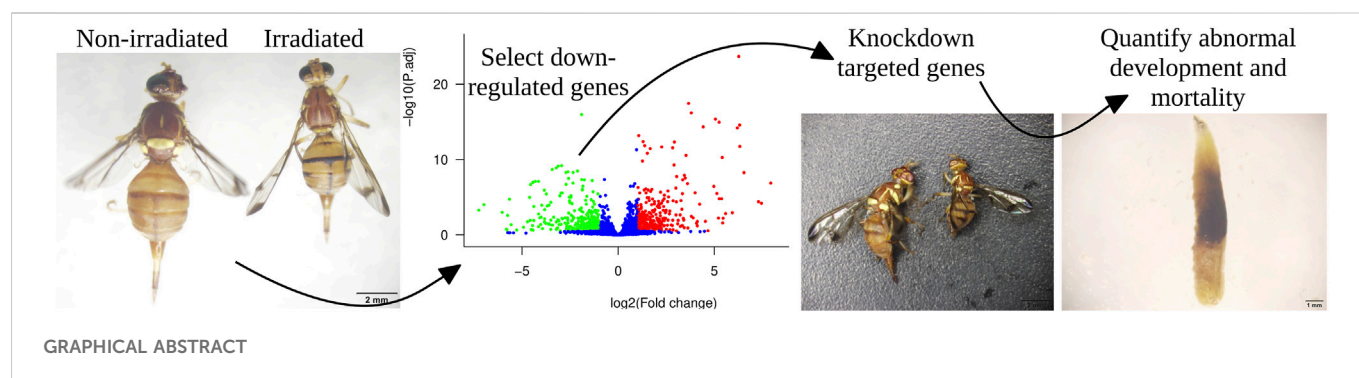 Non-irradiated Irradiated
2 mm
-log10(P.adj)
20
10
0
-5 0 5
log2(Fold change)
Select down-
regulated genes
Knockdown
targeted genes
Quantify abnormal
development and
mortality
1 mm
GRAPHICAL ABSTRACT